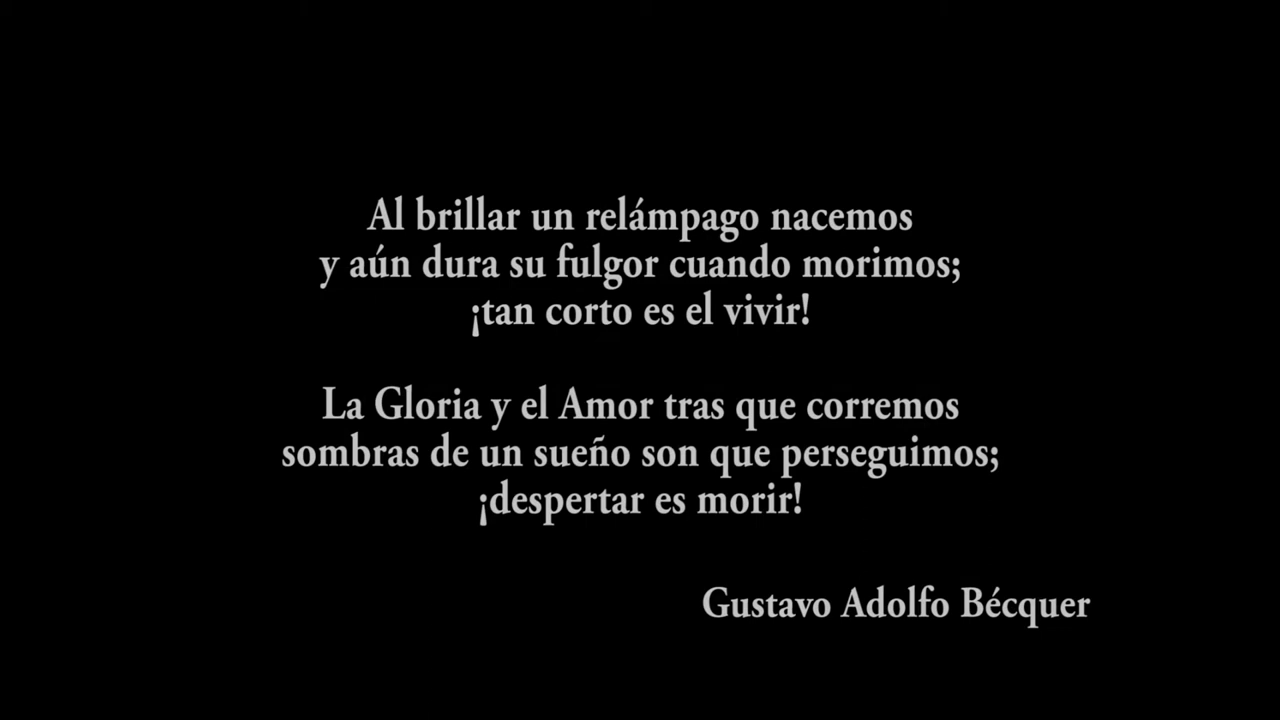 Al brillar un relámpago nacemos
y aún dura su fulgor cuando morimos;
¡tan corto es el vivir!
La Gloria y el Amor tras que corremos
sombras de un sueño son que perseguimos;
¡despertar es morir!
Gustavo Adolfo Bécquer